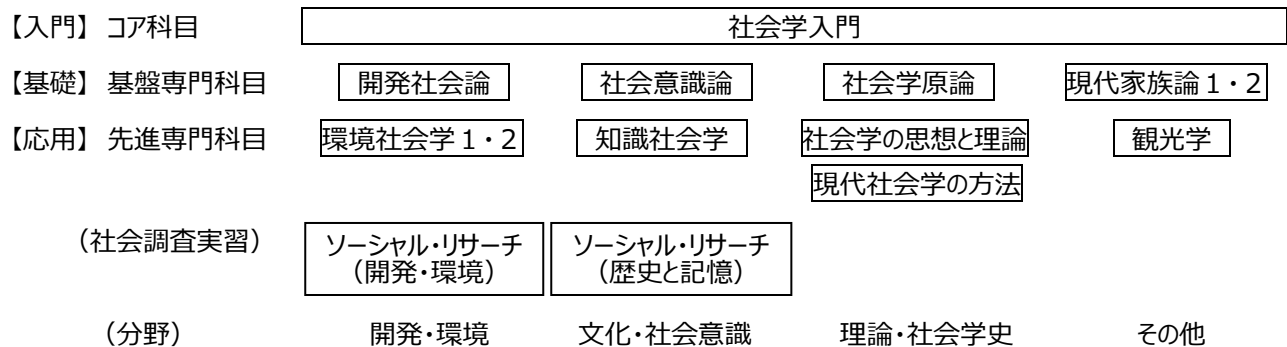 【入門】 コア科目 社会学入門
【基礎】 基盤専門科目 開発社会論 社会意識論 社会学原論 現代家族論1・2
【応用】 先進専門科目 環境社会学1・2 知識社会学 社会学の思想と理論 観光学
現代社会学の方法
(社会調査実習) ソーシャル・リサーチ ソーシャル・リサーチ
(開発・環境) (歴史と記憶)
(分野) 開発・環境 文化・社会意識 理論・社会学史 その他